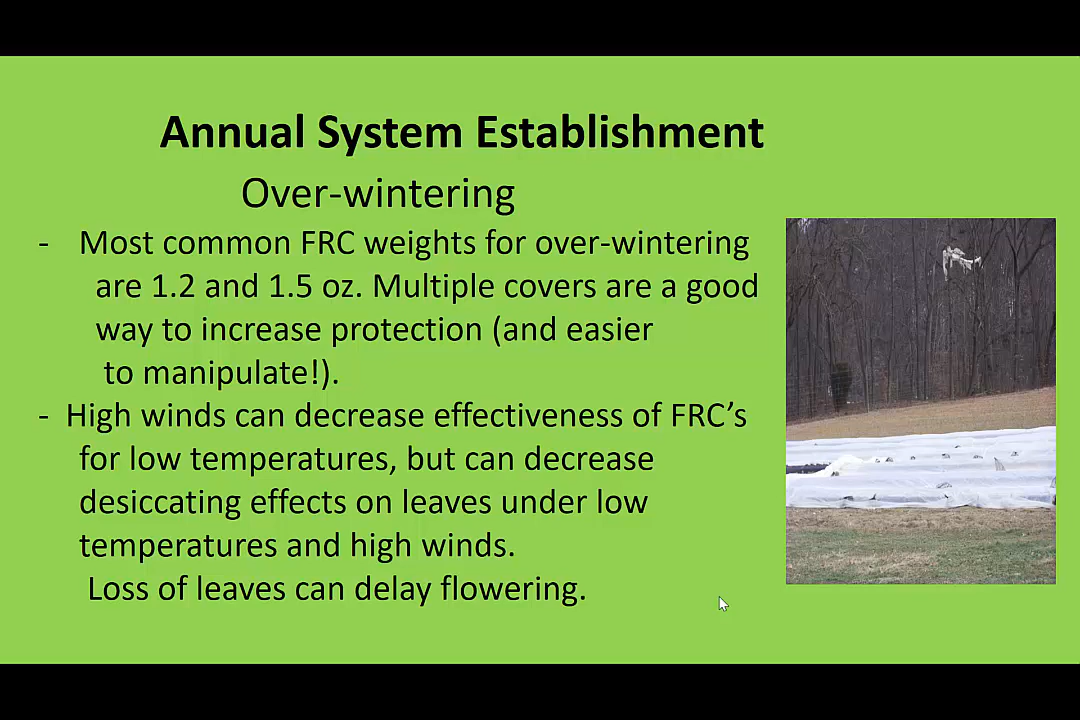 Annual System Establishment
Over-wintering
- Most common FRC weights for over-wintering
are 1.2 and 1.5 oz. Multiple covers are a good
way to increase protection (and easier
to manipulate!).
- High winds can decrease effectiveness of FRC’s
for low temperatures, but can decrease
desiccating effects on leaves under low
temperatures and high winds.
Loss of leaves can delay flowering.